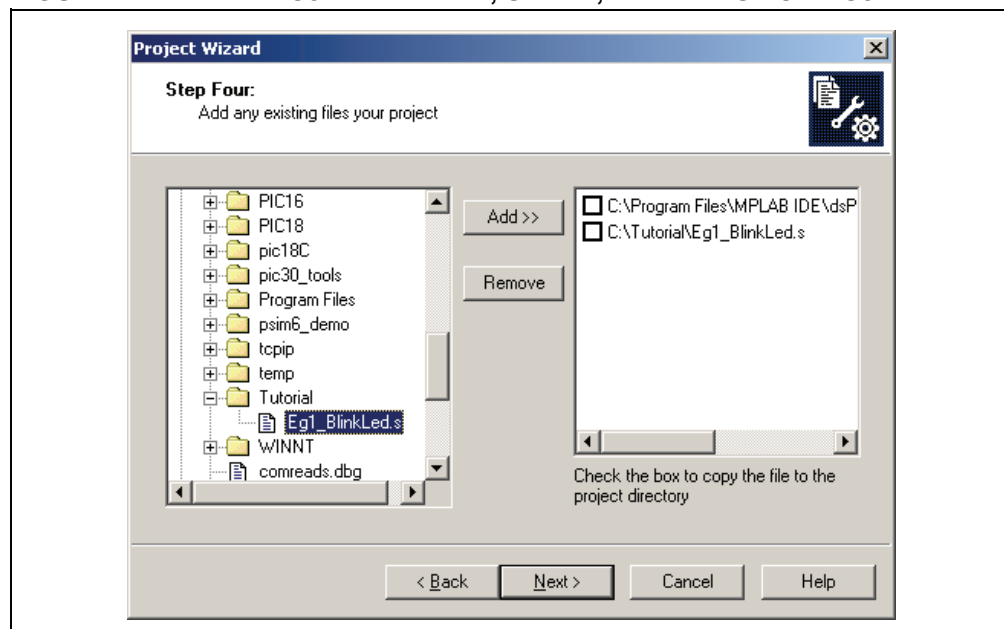 Project Wizard
Step Four:
Add any existing files your project
PIC16
PIC18
pic18C
pic30_tools
Program Files
psim6_demo
tcpip
temp
Tutorial
Eg1_BlinkLed.s
WINNT
comreads.dbg
Add >>
Remove
C:\Program Files\MPLAB IDE\dsP
C:\Tutorial\Eg1_BlinkLed.s
Check the box to copy the file to the
project directory
< Back
Next >
Cancel
Help